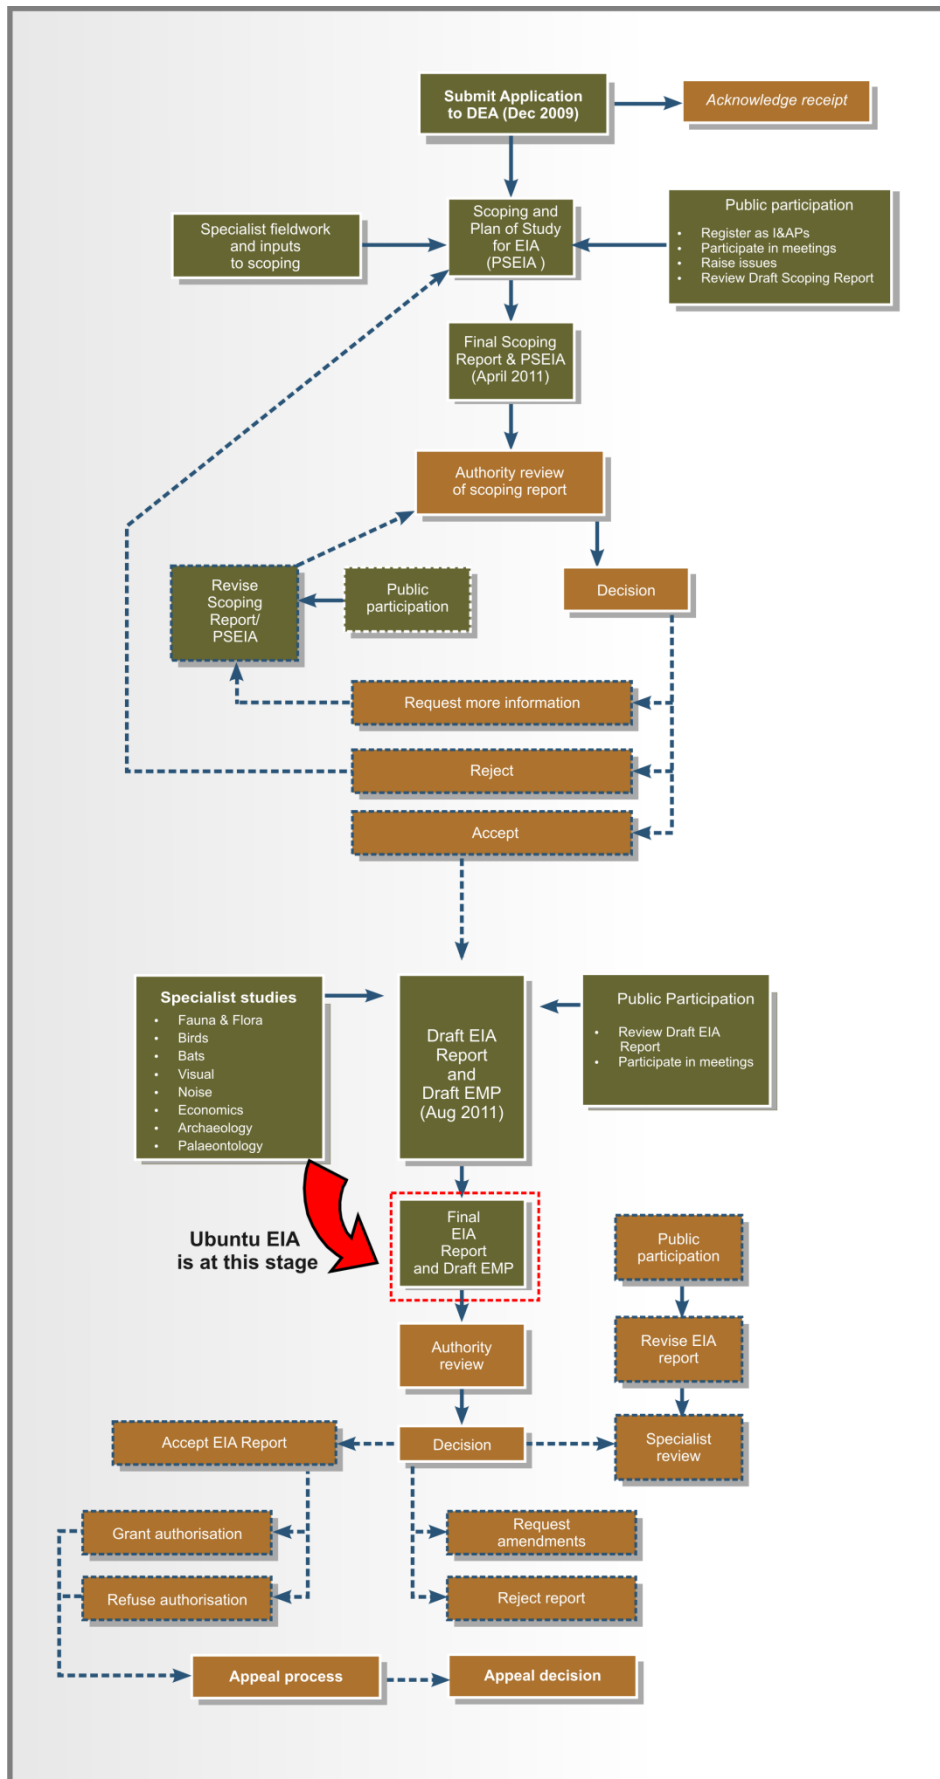 Submit Application
to DEA (Dec 2009)
Acknowledge receipt
Specialist fieldwork
and inputs
to scoping
Scoping and
Plan of Study
for EIA
(PSEIA )
Public participation
• Register as I&APs
• Participate in meetings
• Raise issues
• Review Draft Scoping Report
Final Scoping
Report & PSEIA
(April 2011)
Authority review
of scoping report
Revise
Scoping
Report/
PSEIA
Public
participation
Decision
Request more information
Reject
Accept
Specialist studies
• Fauna & Flora
• Birds
• Bats
• Visual
• Noise
• Economics
• Archaeology
• Palaeontology
Draft EIA
Report
and
Draft EMP
(Aug 2011)
Public Participation
• Review Draft EIA
Report
• Participate in meetings
Ubuntu EIA
is at this stage
Final
EIA
Report
and Draft EMP
Public
participation
Authority
review
Revise EIA
report
Accept EIA Report
Decision
Specialist
review
Grant authorisation
Request
amendments
Refuse authorisation
Reject report
Appeal process
Appeal decision